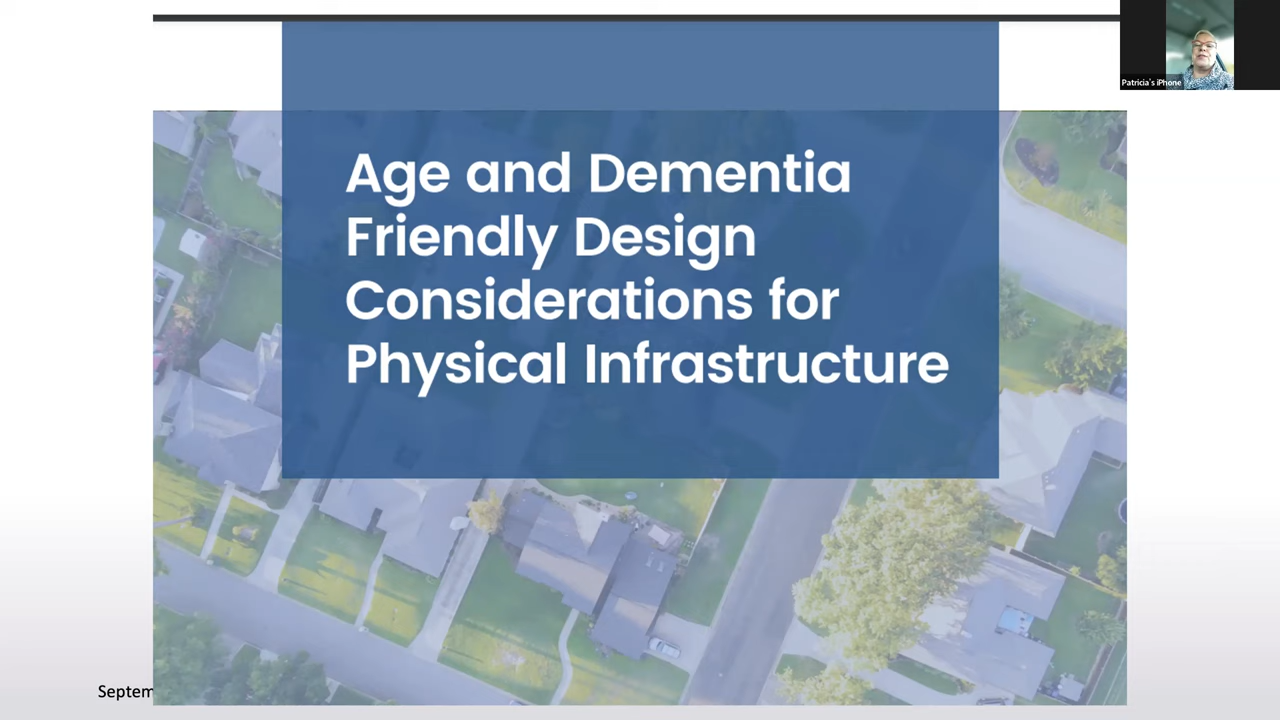 Patricia's iPhone
Age and Dementia
Friendly Design
Considerations for
Physical Infrastructure
Septem